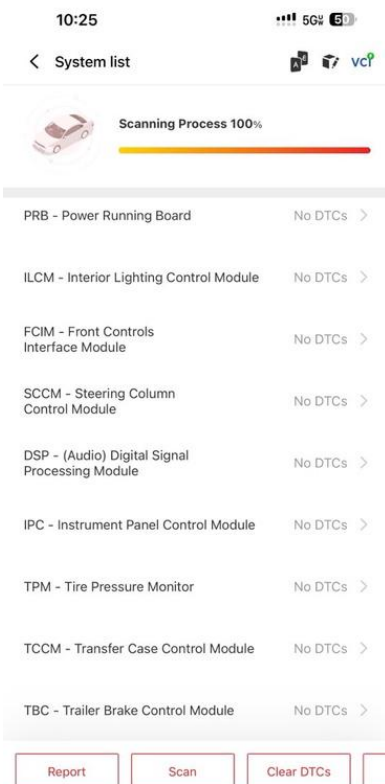 10:25
5G 50
System list
A E
VCI
Scanning Process 100%
PRB - Power Running Board No DTCs
ILCM - Interior Lighting Control Module No DTCs
FCIM - Front Controls
Interface Module No DTCs
SCCM - Steering Column
Control Module No DTCs
DSP - (Audio) Digital Signal
Processing Module No DTCs
IPC - Instrument Panel Control Module No DTCs
TPM - Tire Pressure Monitor No DTCs
TCCM - Transfer Case Control Module No DTCs
TBC - Trailer Brake Control Module No DTCs
Report Scan Clear DTCs